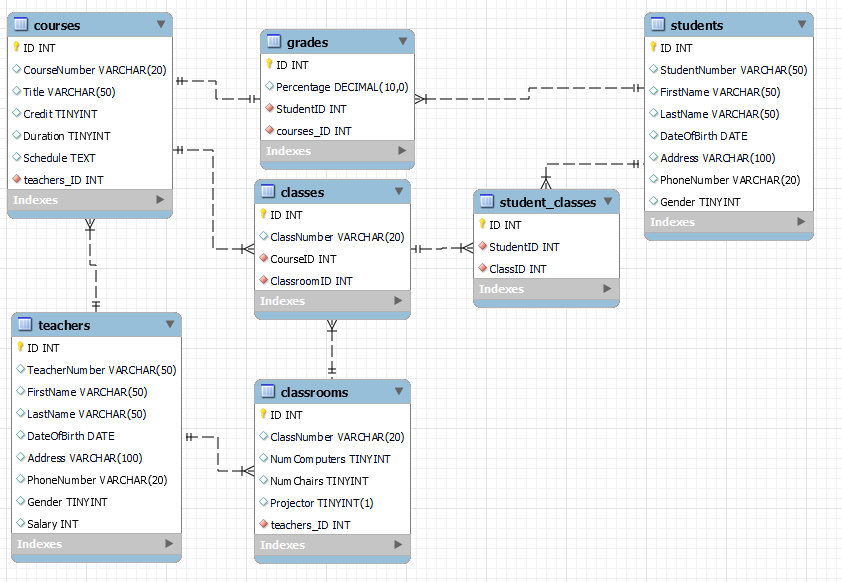 courses
ID INT
CourseNumber VARCHAR(20)
Title VARCHAR(50)
Credit TINYINT
Duration TINYINT
Schedule TEXT
teachers_ID INT
Indexes
grades
ID INT
Percentage DECIMAL(10,0)
StudentID INT
courses_ID INT
Indexes
students
ID INT
StudentNumber VARCHAR(50)
FirstName VARCHAR(50)
LastName VARCHAR(50)
DateOfBirth DATE
Address VARCHAR(100)
PhoneNumber VARCHAR(20)
Gender TINYINT
Indexes
classes
ID INT
ClassNumber VARCHAR(20)
CourseID INT
ClassroomID INT
Indexes
student_classes
ID INT
StudentID INT
ClassID INT
Indexes
teachers
ID INT
TeacherNumber VARCHAR(50)
FirstName VARCHAR(50)
LastName VARCHAR(50)
DateOfBirth DATE
Address VARCHAR(100)
PhoneNumber VARCHAR(20)
Gender TINYINT
Salary INT
Indexes
classrooms
ID INT
ClassNumber VARCHAR(20)
NumComputers TINYINT
NumChairs TINYINT
Projector TINYINT(1)
teachers_ID INT
Indexes